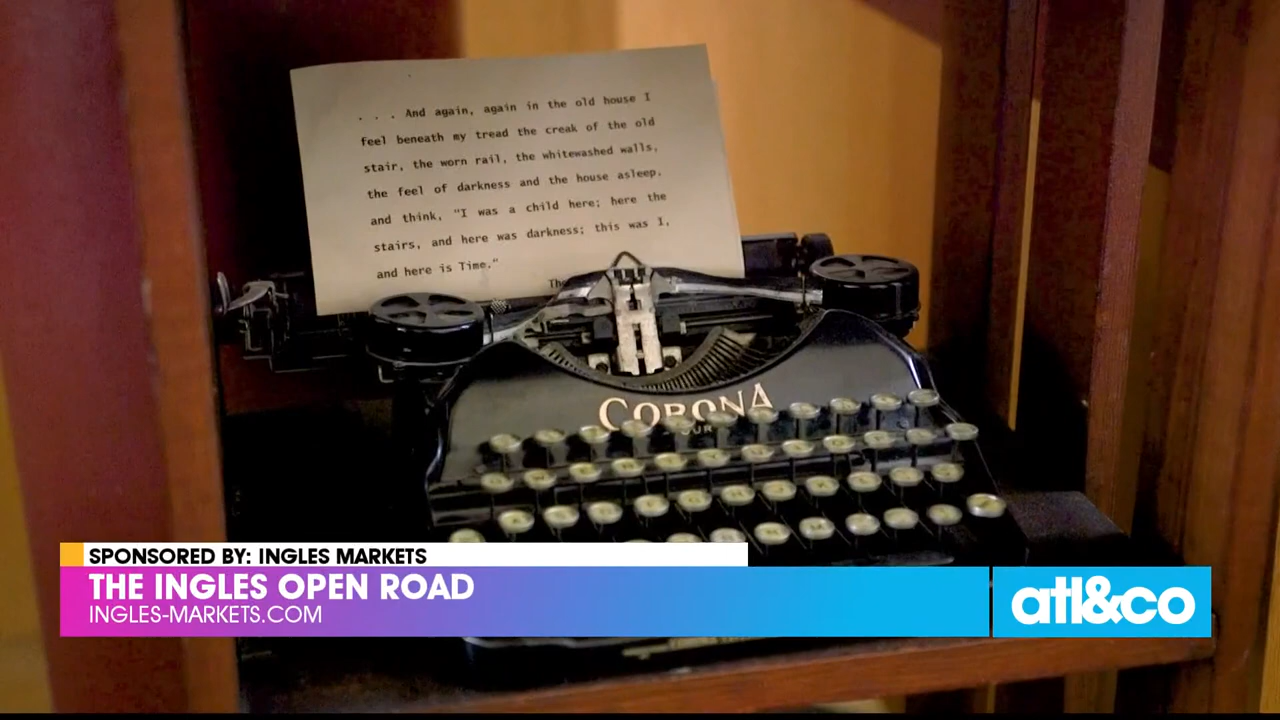 . . . And again, again in the old house I
feel beneath my tread the creak of the old
stair, the worn rail, the whitewashed walls,
the feel of darkness and the house asleep,
and think, "I was a child here; here the
stairs, and here was darkness; this was I,
and here is Time."
CORONA
SPONSORED BY: INGLES MARKETS
THE INGLES OPEN ROAD
INGLES-MARKETS.COM
atl&co